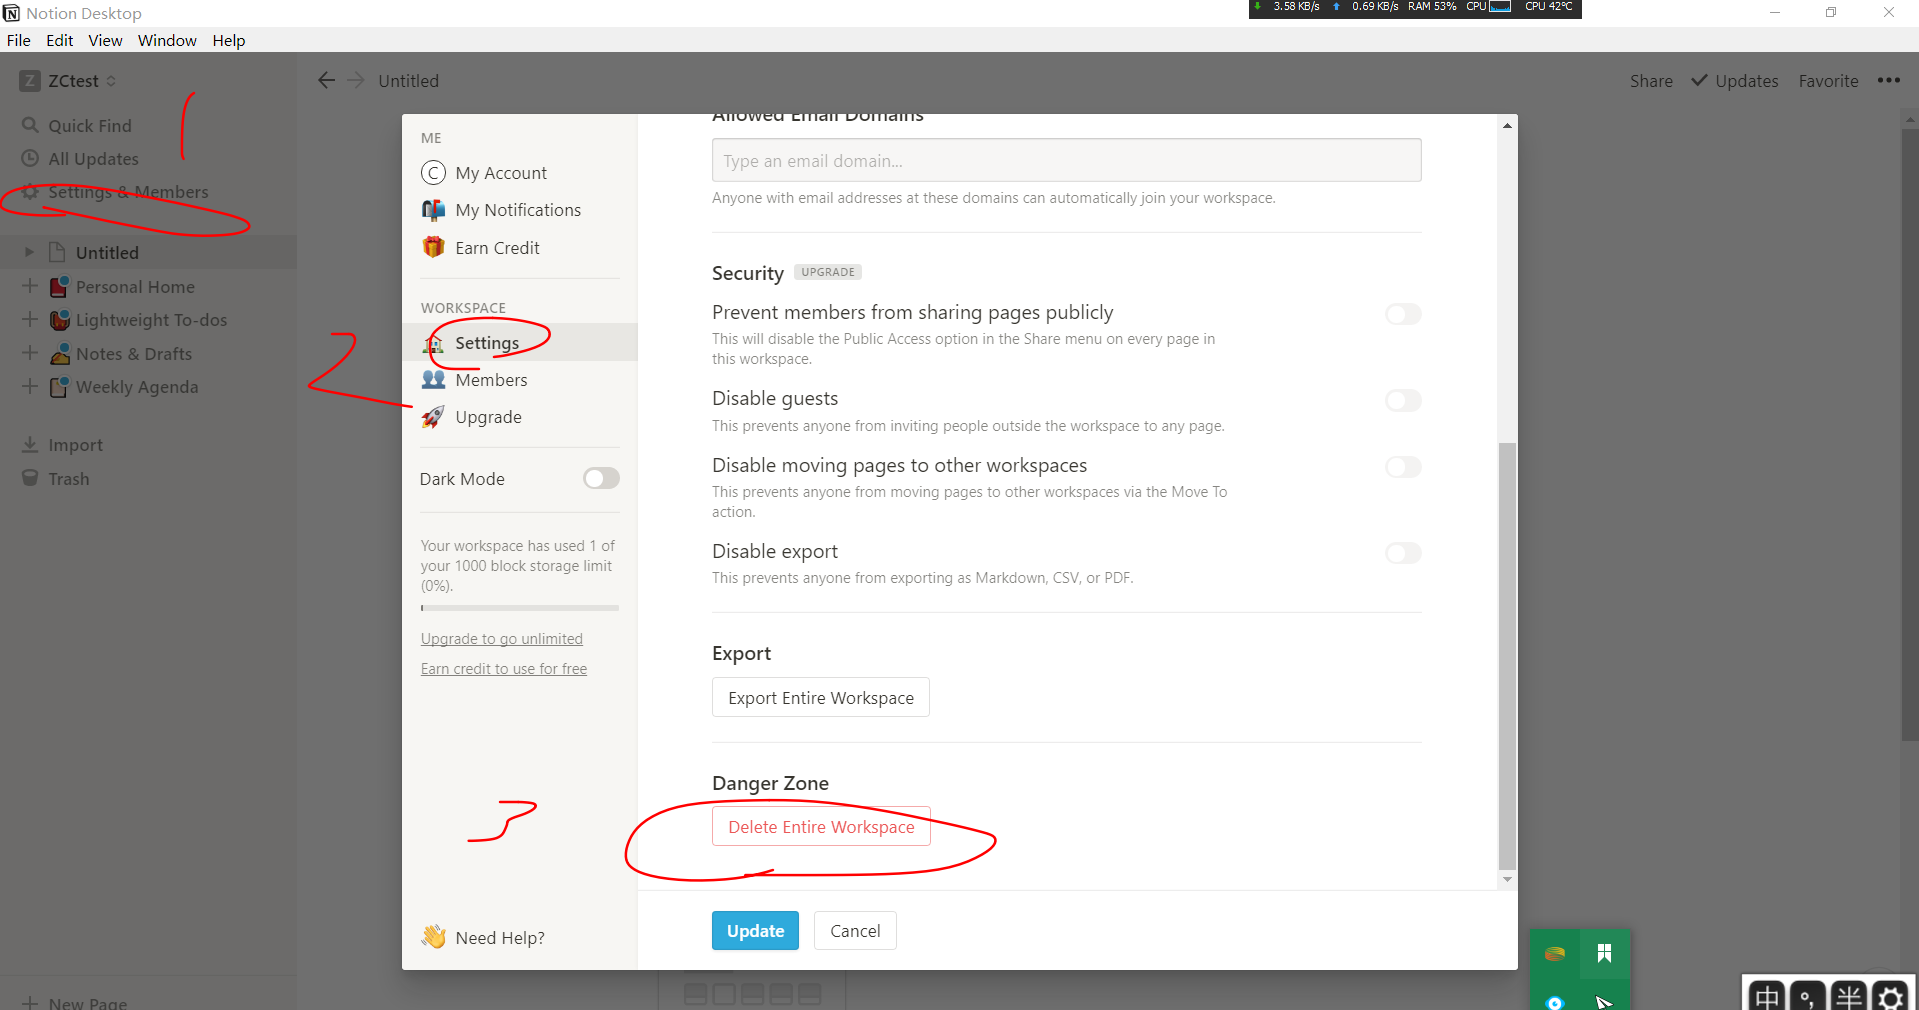 Notion Desktop
3.58 KB/s 0.69 KB/s RAM 53% CPU CPU 42°C
File Edit View Window Help
Z ZCtest
Untitled
Share Updates Favorite •••
1
Quick Find
All Updates
Settings & Members
Untitled
Personal Home
Lightweight To-dos
Notes & Drafts
Weekly Agenda
Import
Trash
New Page
2
ME
C My Account
My Notifications
Earn Credit
WORKSPACE
Settings
Members
Upgrade
Dark Mode
Your workspace has used 1 of
your 1000 block storage limit
(0%).
Upgrade to go unlimited
Earn credit to use for free
3
Need Help?
Allowed Email Domains
Type an email domain...
Anyone with email addresses at these domains can automatically join your workspace.
Security UPGRADE
Prevent members from sharing pages publicly
This will disable the Public Access option in the Share menu on every page in
this workspace.
Disable guests
This prevents anyone from inviting people outside the workspace to any page.
Disable moving pages to other workspaces
This prevents anyone from moving pages to other workspaces via the Move To
action.
Disable export
This prevents anyone from exporting as Markdown, CSV, or PDF.
Export
Export Entire Workspace
Danger Zone
Delete Entire Workspace
Update Cancel
中 °, 半